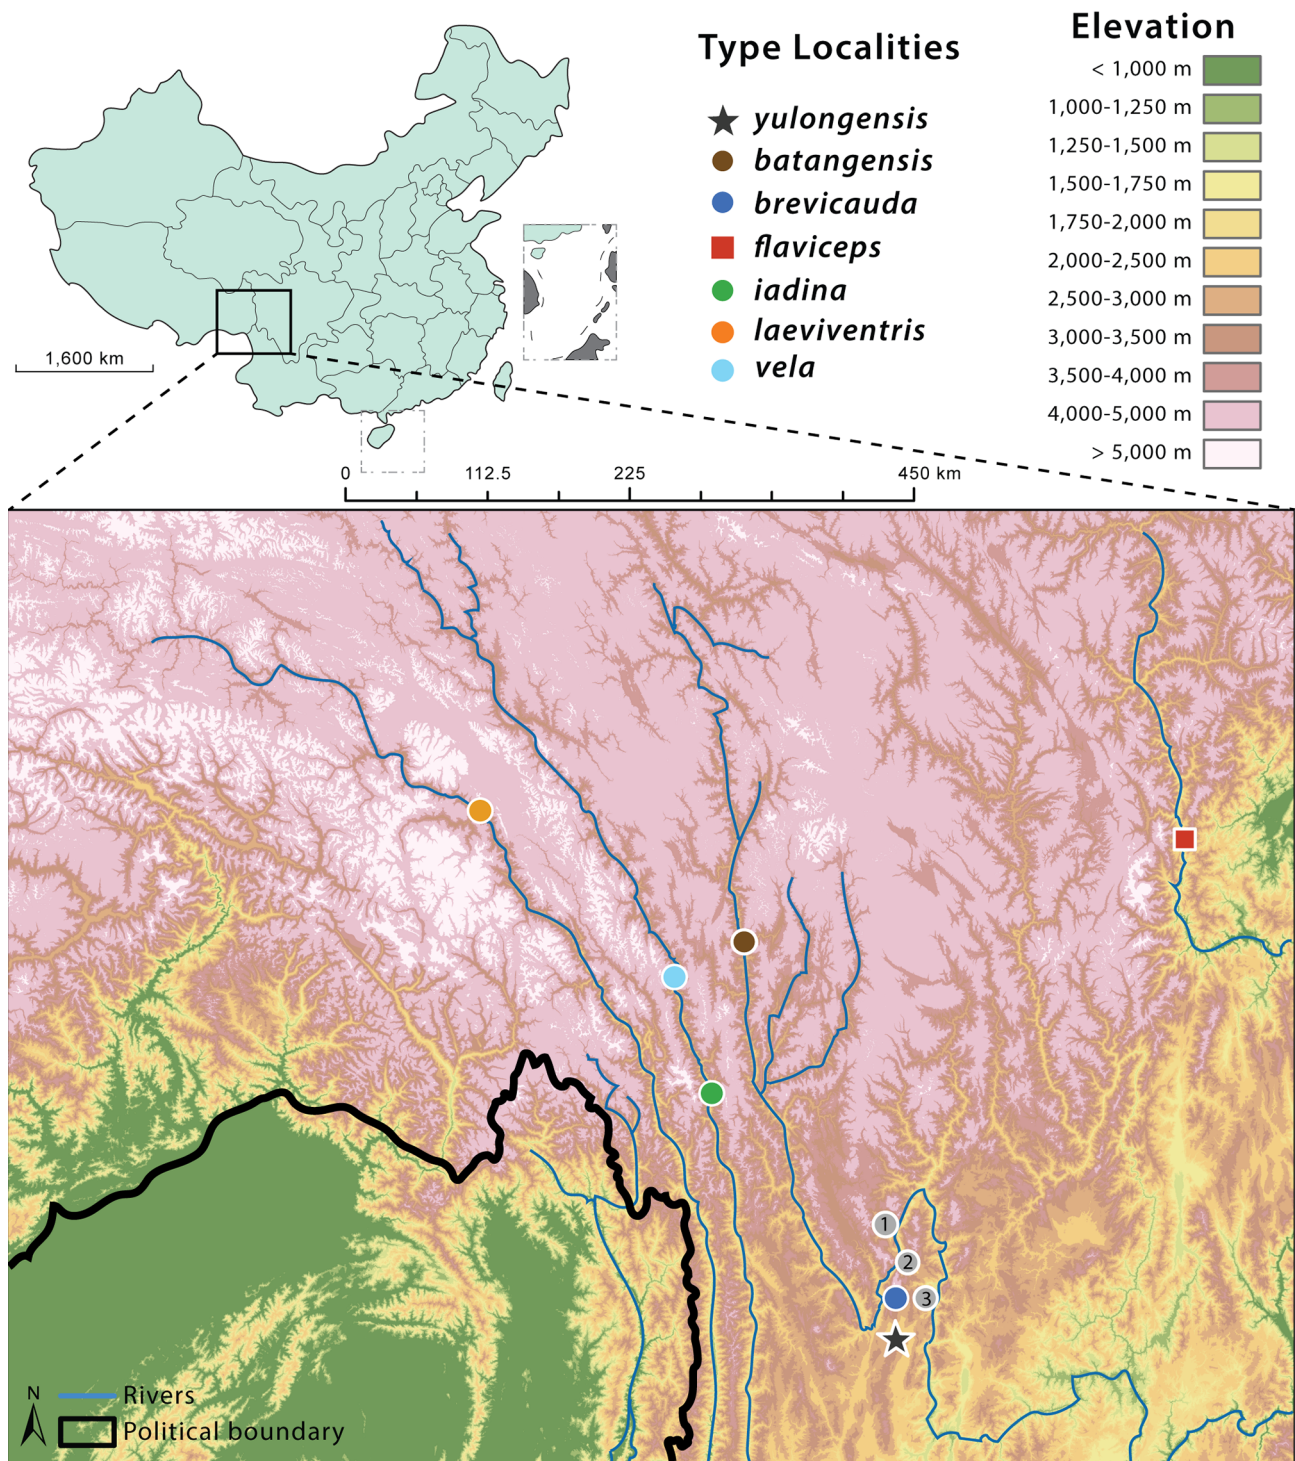 Type Localities
yulongensis
batangensis
brevicauda
flaviceps
iadina
laeviventris
vela
Elevation
< 1,000 m
1,000-1,250 m
1,250-1,500 m
1,500-1,750 m
1,750-2,000 m
2,000-2,500 m
2,500-3,000 m
3,000-3,500 m
3,500-4,000 m
4,000-5,000 m
> 5,000 m
1,600 km
0 112.5 225 450 km
1
2
3
N
Rivers
Political boundary